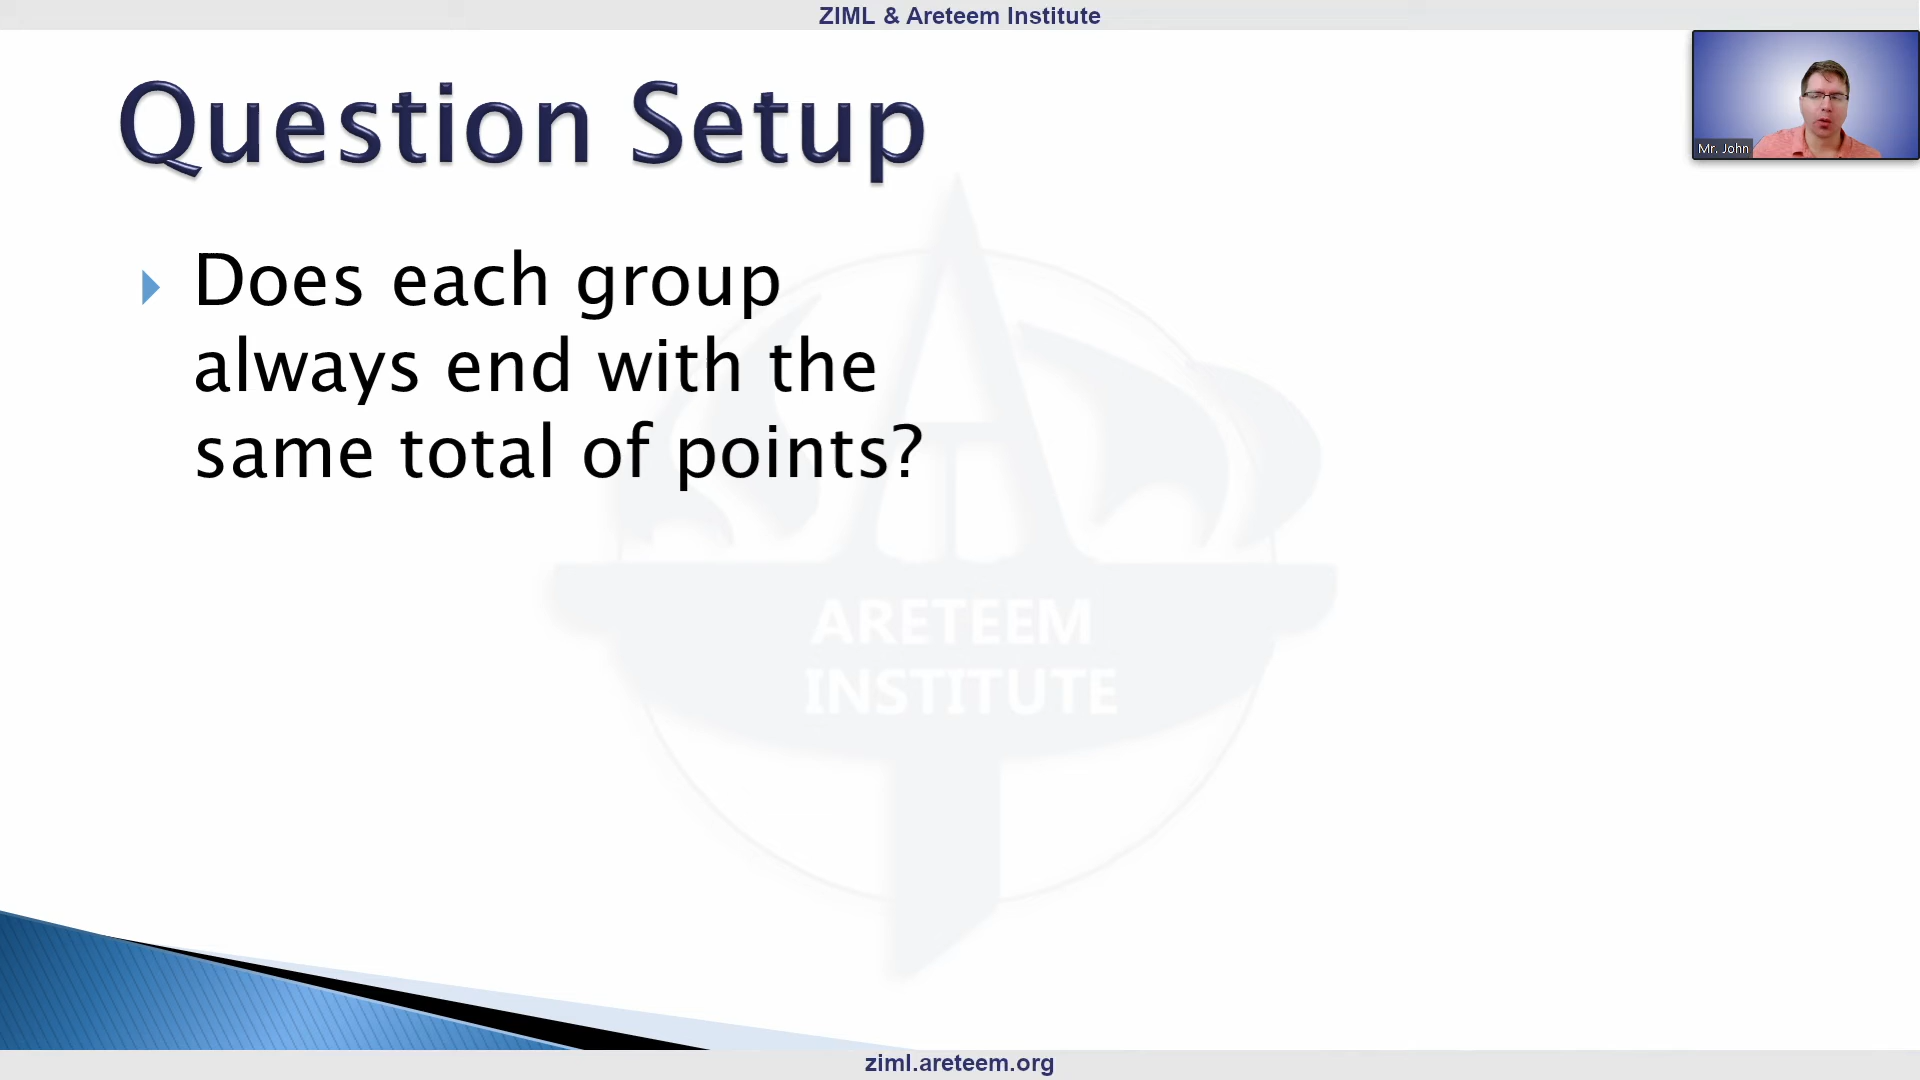 ZIML & Areteem Institute
Question Setup
Mr. John
Does each group
always end with the
same total of points?
ARETEEM
INSTITUTE
ziml.areteem.org